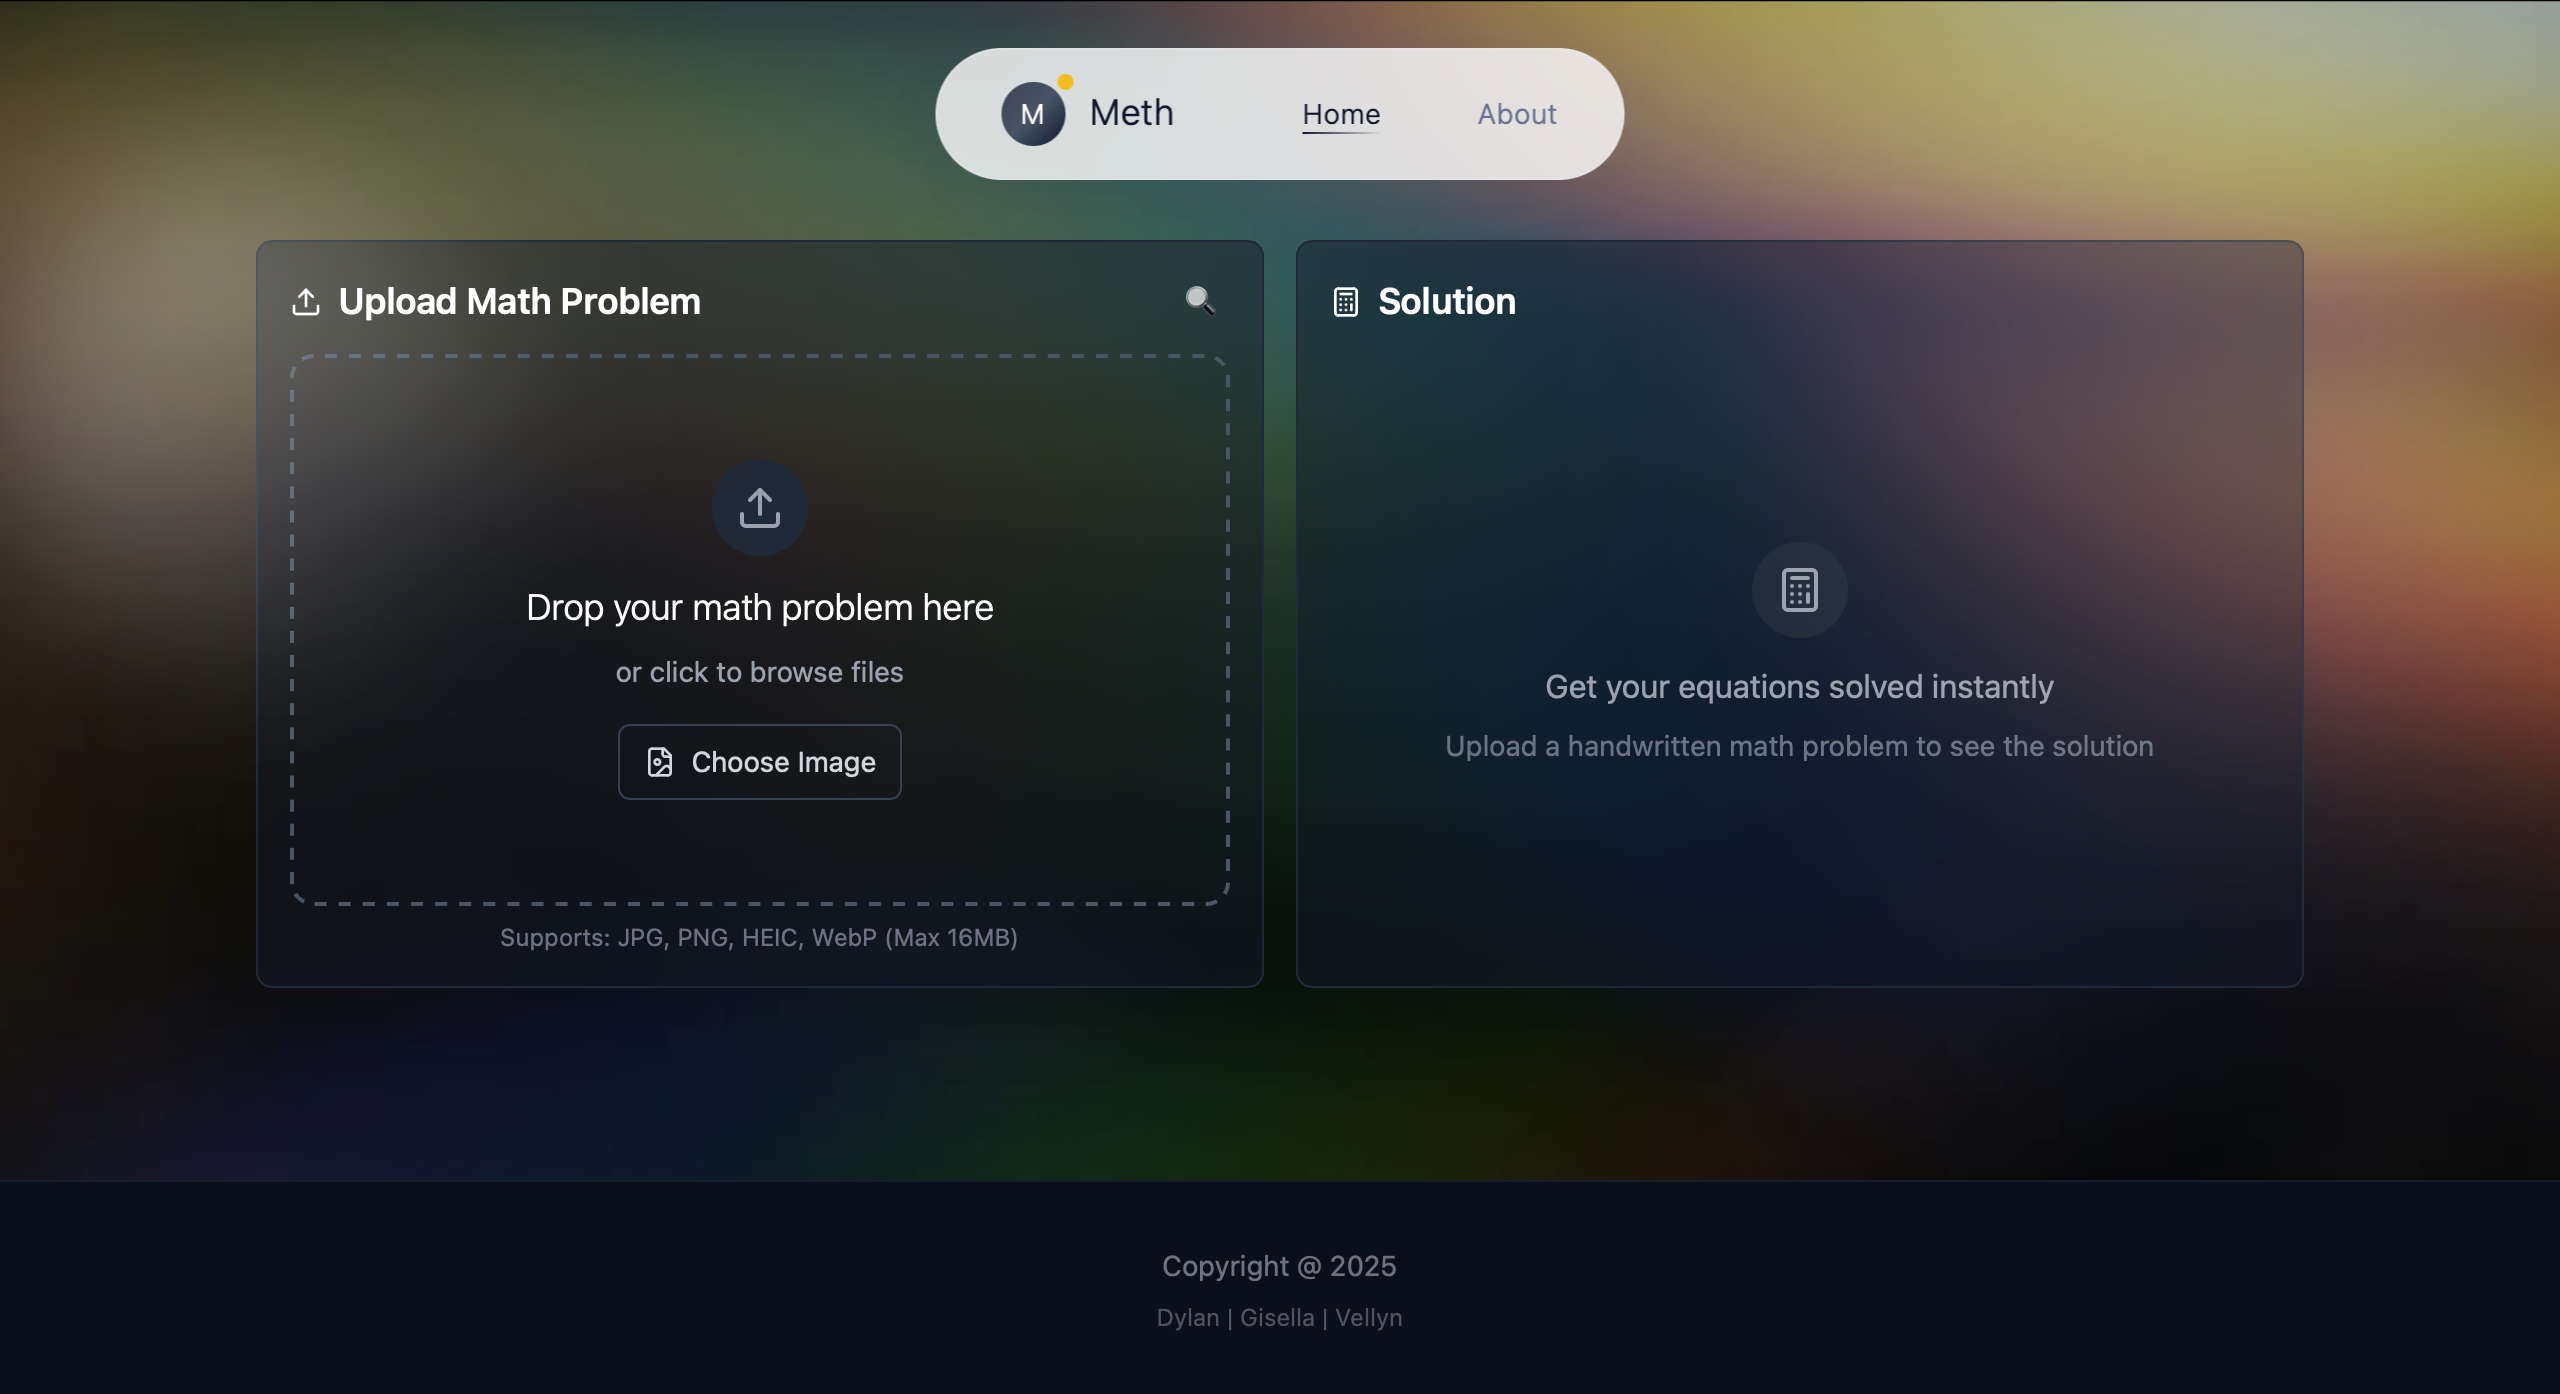 M Meth Home About
Upload Math Problem
Drop your math problem here
or click to browse files
Choose Image
Supports: JPG, PNG, HEIC, WebP (Max 16MB)
Solution
Get your equations solved instantly
Upload a handwritten math problem to see the solution
Copyright @ 2025
Dylan | Gisella | Vellyn